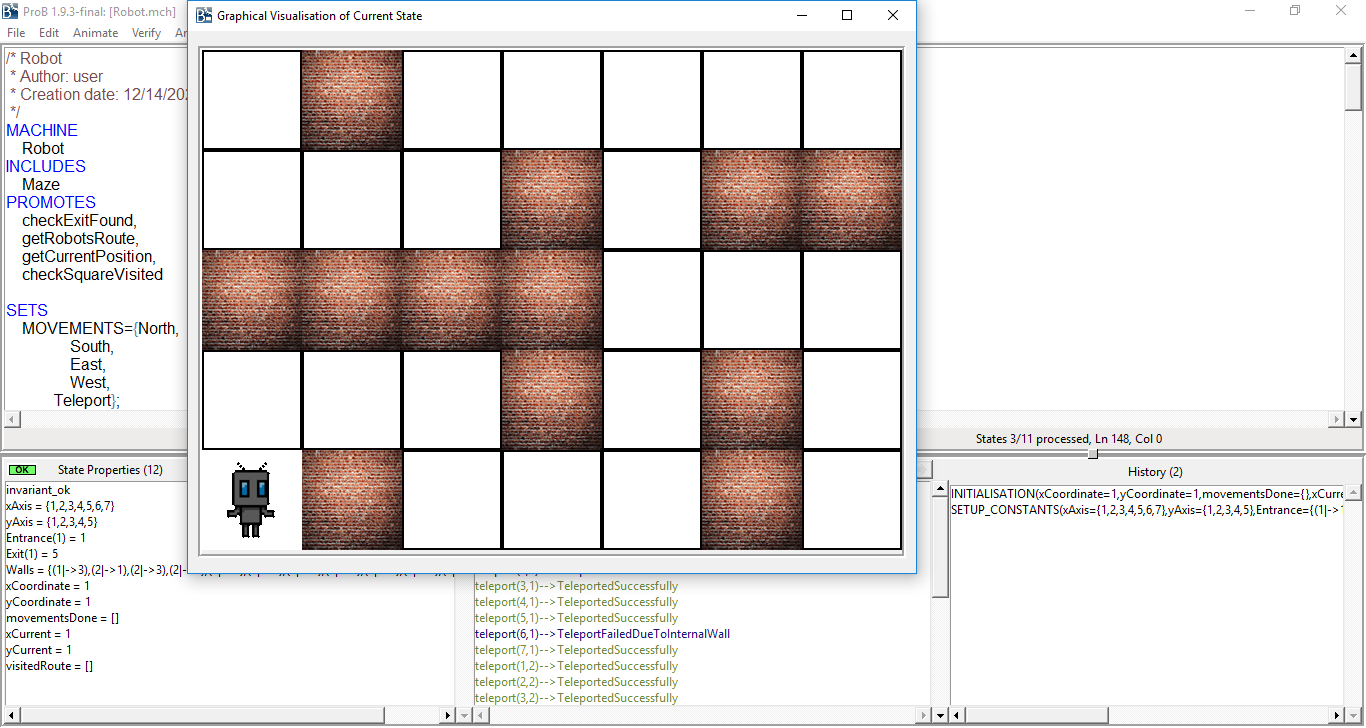 ProB 1.9.3-final: [Robot.mch]
Graphical Visualisation of Current State
File Edit Animate Verify
/* Robot
* Author: user
* Creation date: 12/14/202
*/
MACHINE
Robot
INCLUDES
Maze
PROMOTES
checkExitFound,
getRobotsRoute,
getCurrentPosition,
checkSquareVisited
SETS
MOVEMENTS={North,
South,
East,
West,
Teleport};
States 3/11 processed, Ln 148, Col 0
OK State Properties (12)
invariant_ok
xAxis = {1,2,3,4,5,6,7}
yAxis = {1,2,3,4,5}
Entrance(1) = 1
Exit(1) = 5
Walls = {(1|->3),(2|->1),(2|->3),(2|-
xCoordinate = 1
yCoordinate = 1
movementsDone = []
xCurrent = 1
yCurrent = 1
visitedRoute = []
teleport(3,1)-->TeleportedSuccessfully
teleport(4,1)-->TeleportedSuccessfully
teleport(5,1)-->TeleportedSuccessfully
teleport(6,1)-->TeleportFailedDueToInternalWall
teleport(7,1)-->TeleportedSuccessfully
teleport(1,2)-->TeleportedSuccessfully
teleport(2,2)-->TeleportedSuccessfully
teleport(3,2)-->TeleportedSuccessfully
History (2)
INITIALISATION(xCoordinate=1,yCoordinate=1,movementsDone={},xCurre
SETUP_CONSTANTS(xAxis={1,2,3,4,5,6,7},yAxis={1,2,3,4,5},Entrance={(1|->1